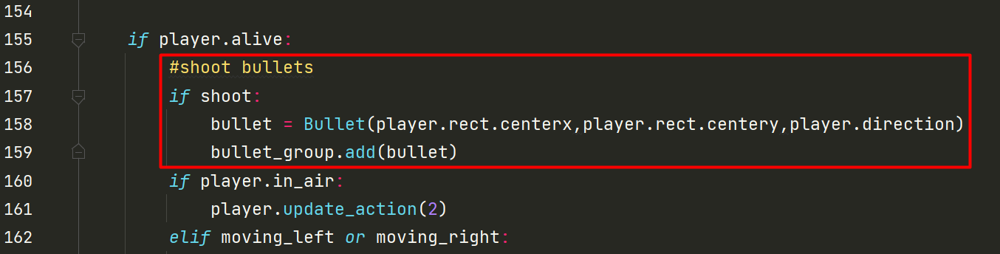 154
155 if player.alive:
156 #shoot bullets
157 if shoot:
158 bullet = Bullet(player.rect.centerx,player.rect.centery,player.direction)
159 bullet_group.add(bullet)
160 if player.in_air:
161 player.update_action(2)
162 elif moving_left or moving_right: